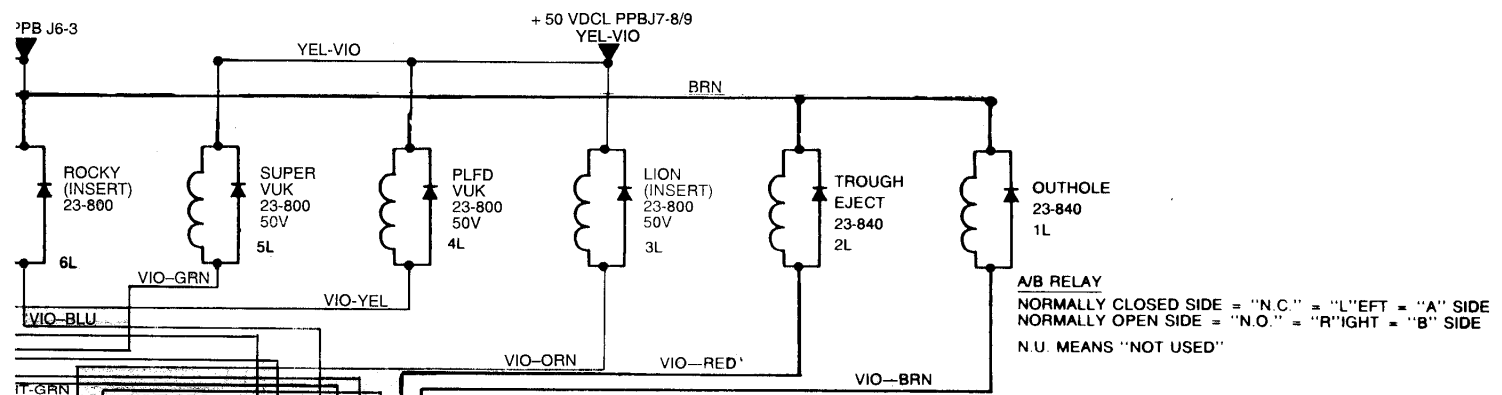 PPB J6-3
+ 50 VDCL PPBJ7-8/9
YEL-VIO
YEL-VIO
BRN
ROCKY
(INSERT)
23-800
6L
SUPER
VUK
23-800
50V
5L
PLFD
VUK
23-800
50V
4L
LION
(INSERT)
23-800
50V
3L
TROUGH
EJECT
23-840
2L
OUTHOLE
23-840
1L
VIO–GRN
VIO-YEL
VIO–BLU
VIO–ORN
VIO—RED
VIO—BRN
A/B RELAY
NORMALLY CLOSED SIDE = "N.C." = "L"EFT = "A" SIDE
NORMALLY OPEN SIDE = "N.O." = "R"IGHT = "B" SIDE
N.U. MEANS "NOT USED"